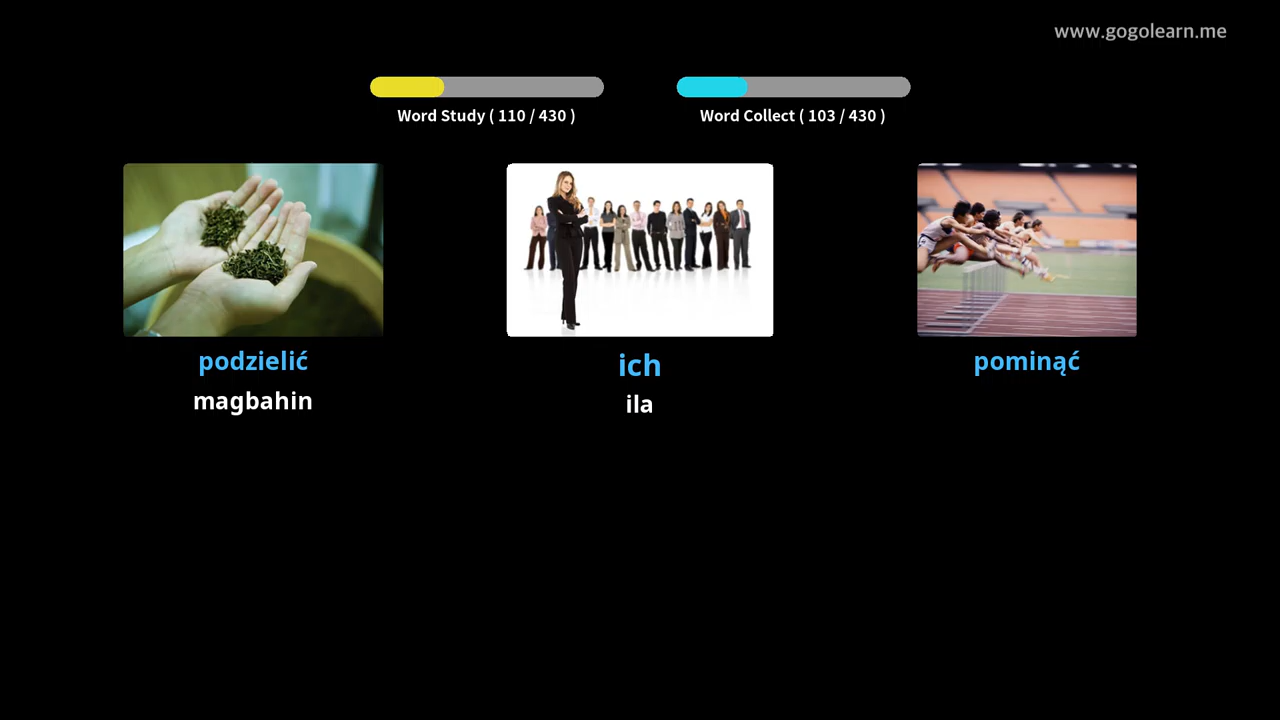 www.gogolearn.me
Word Study ( 110 / 430 )
Word Collect ( 103 / 430 )
podzielić
magbahin
ich
ila
pominąć